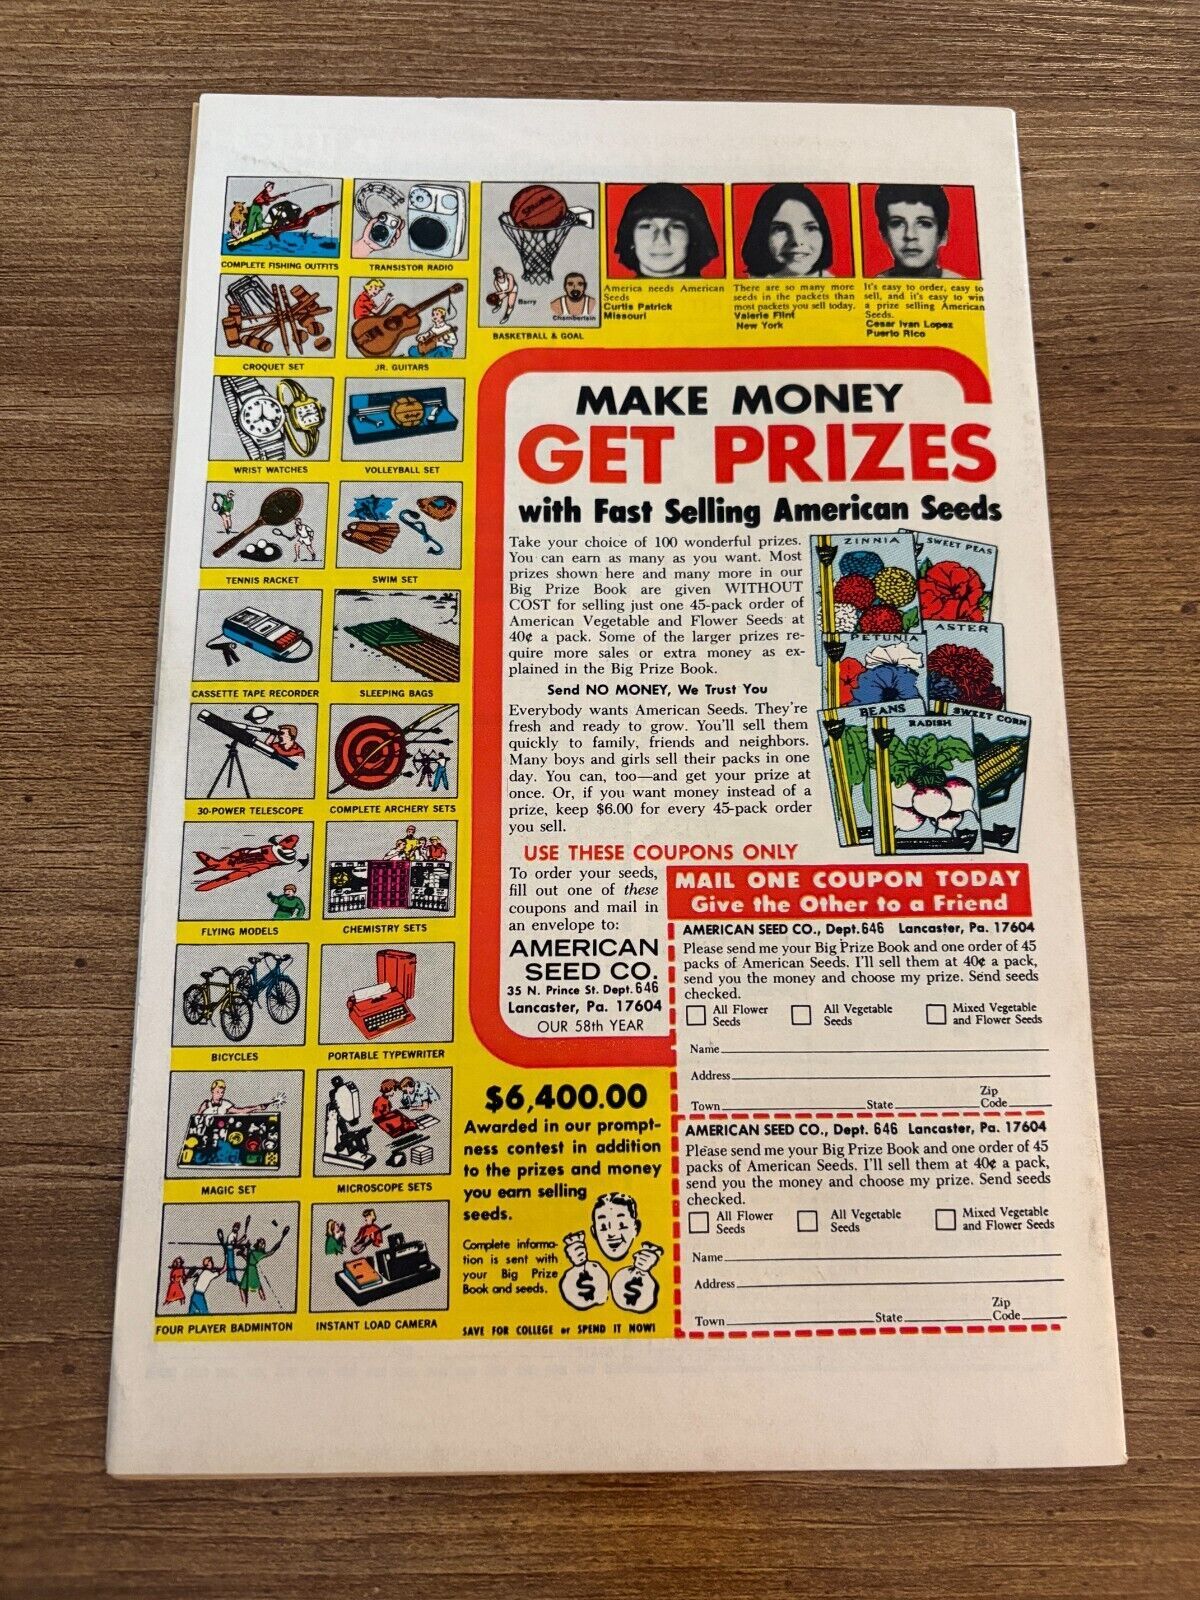 COMPLETE FISHING OUTFITS
TRANSISTOR RADIO
CROQUET SET
JR. GUITARS
WRIST WATCHES
VOLLEYBALL SET
TENNIS RACKET
SWIM SET
CASSETTE TAPE RECORDER
SLEEPING BAGS
30-POWER TELESCOPE
COMPLETE ARCHERY SETS
FLYING MODELS
CHEMISTRY SETS
BICYCLES
PORTABLE TYPEWRITER
MAGIC SET
MICROSCOPE SETS
FOUR PLAYER BADMINTON
INSTANT LOAD CAMERA
Barry
Chamberlain
BASKETBALL & GOAL
America needs American
Seeds
Curtis Patrick
Missouri
There are so many more
seeds in the packets than
most packets you sell today.
Valerie Flint
New York
It's easy to order, easy to
sell, and it's easy to win
a prize selling American
Seeds.
Cesar Ivan Lopez
Puerto Rico
MAKE MONEY
GET PRIZES
with Fast Selling American Seeds
Take your choice of 100 wonderful prizes.
You can earn as many as you want. Most
prizes shown here and many more in our
Big Prize Book are given WITHOUT
COST for selling just one 45-pack order of
American Vegetable and Flower Seeds at
40¢ a pack. Some of the larger prizes re-
quire more sales or extra money as ex-
plained in the Big Prize Book.
Send NO MONEY, We Trust You
Everybody wants American Seeds. They're
fresh and ready to grow. You'll sell them
quickly to family, friends and neighbors.
Many boys and girls sell their packs in one
day. You can, too—and get your prize at
once. Or, if you want money instead of a
prize, keep $6.00 for every 45-pack order
you sell.
ZINNIA
SWEET PEAS
PETUNIA
ASTER
BEANS
RADISH
SWEET CORN
USE THESE COUPONS ONLY
To order your seeds,
fill out one of these
coupons and mail in
an envelope to:
AMERICAN
SEED CO.
35 N. Prince St. Dept. 646
Lancaster, Pa. 17604
OUR 58th YEAR
MAIL ONE COUPON TODAY
Give the Other to a Friend
AMERICAN SEED CO., Dept. 646 Lancaster, Pa. 17604
Please send me your Big Prize Book and one order of 45
packs of American Seeds. I'll sell them at 40¢ a pack,
send you the money and choose my prize. Send seeds
checked.
All Flower Seeds
All Vegetable Seeds
Mixed Vegetable and Flower Seeds
Name
Address
Town State Zip Code
AMERICAN SEED CO., Dept. 646 Lancaster, Pa. 17604
Please send me your Big Prize Book and one order of 45
packs of American Seeds. I'll sell them at 40¢ a pack,
send you the money and choose my prize. Send seeds
checked.
All Flower Seeds
All Vegetable Seeds
Mixed Vegetable and Flower Seeds
Name
Address
Town State Zip Code
$6,400.00
Awarded in our prompt-
ness contest in addition
to the prizes and money
you earn selling
seeds.
Complete informa-
tion is sent with
your Big Prize
Book and seeds.
$ $
SAVE FOR COLLEGE or SPEND IT NOW!